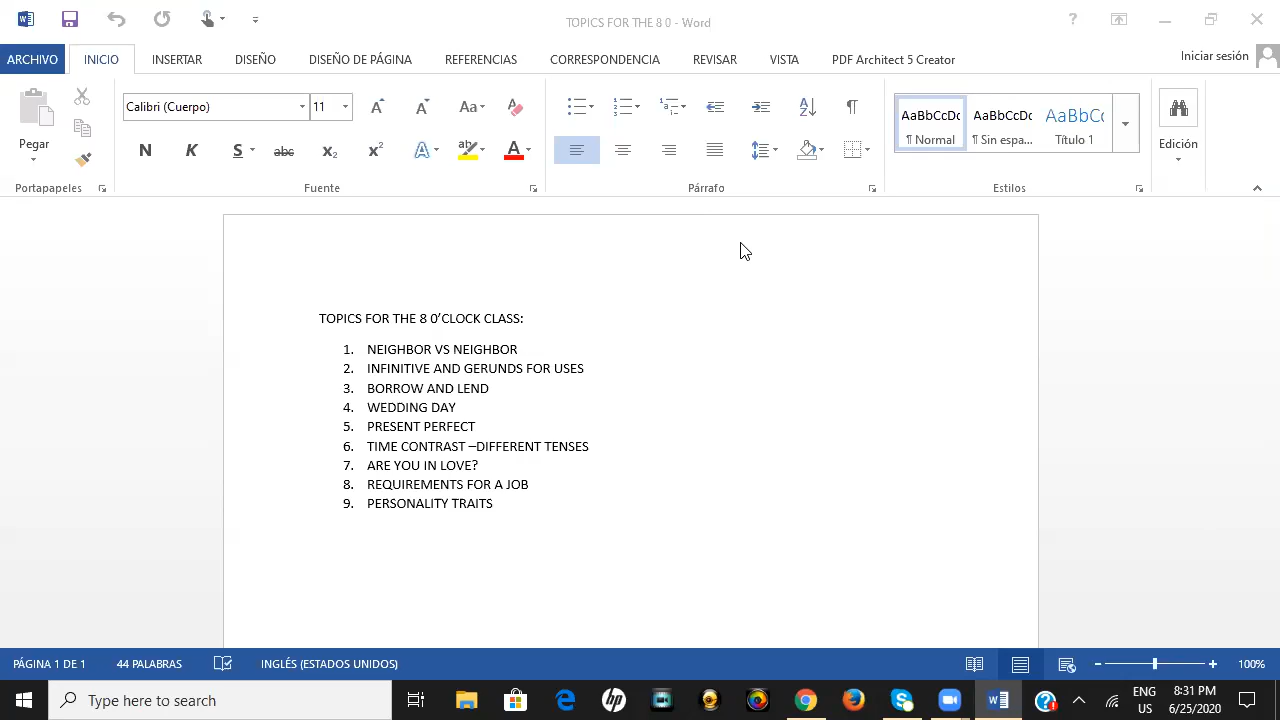 TOPICS FOR THE 8 0 - Word
ARCHIVO INICIO INSERTAR DISEÑO DISEÑO DE PÁGINA REFERENCIAS CORRESPONDENCIA REVISAR VISTA PDF Architect 5 Creator Iniciar sesión
Pegar
Calibri (Cuerpo) 11
AaBbCcDc AaBbCcDc AaBbCc
¶ Normal ¶ Sin espa... Título 1
Edición
Portapapeles Fuente Párrafo Estilos
TOPICS FOR THE 8 0’CLOCK CLASS:
1. NEIGHBOR VS NEIGHBOR
2. INFINITIVE AND GERUNDS FOR USES
3. BORROW AND LEND
4. WEDDING DAY
5. PRESENT PERFECT
6. TIME CONTRAST –DIFFERENT TENSES
7. ARE YOU IN LOVE?
8. REQUIREMENTS FOR A JOB
9. PERSONALITY TRAITS
PÁGINA 1 DE 1 44 PALABRAS INGLÉS (ESTADOS UNIDOS) 100%
Type here to search
ENG 8:31 PM
US 6/25/2020